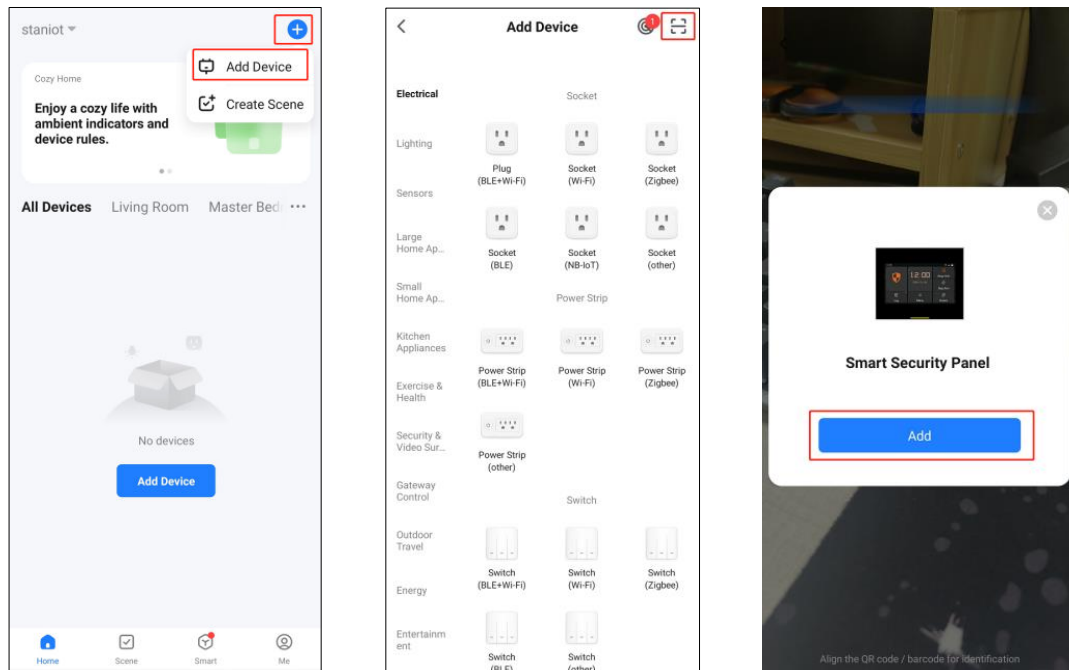 staniot
Add Device
Create Scene
Cozy Home
Enjoy a cozy life with
ambient indicators and
device rules.
All Devices Living Room Master Bed
No devices
Add Device
Home Scene Smart Me
Add Device
1
Electrical
Lighting
Sensors
Large
Home Ap...
Small
Home Ap...
Kitchen
Appliances
Exercise &
Health
Security &
Video Sur...
Gateway
Control
Outdoor
Travel
Energy
Entertainm
ent
Socket
Plug
(BLE+Wi-Fi)
Socket
(Wi-Fi)
Socket
(Zigbee)
Socket
(BLE)
Socket
(NB-IoT)
Socket
(other)
Power Strip
Power Strip
(BLE+Wi-Fi)
Power Strip
(Wi-Fi)
Power Strip
(Zigbee)
Power Strip
(other)
Switch
Switch
(BLE+Wi-Fi)
Switch
(Wi-Fi)
Switch
(Zigbee)
Switch
(BLE)
Switch
(other)
12:00
Smart Security Panel
Add
Align the QR code / barcode for identification